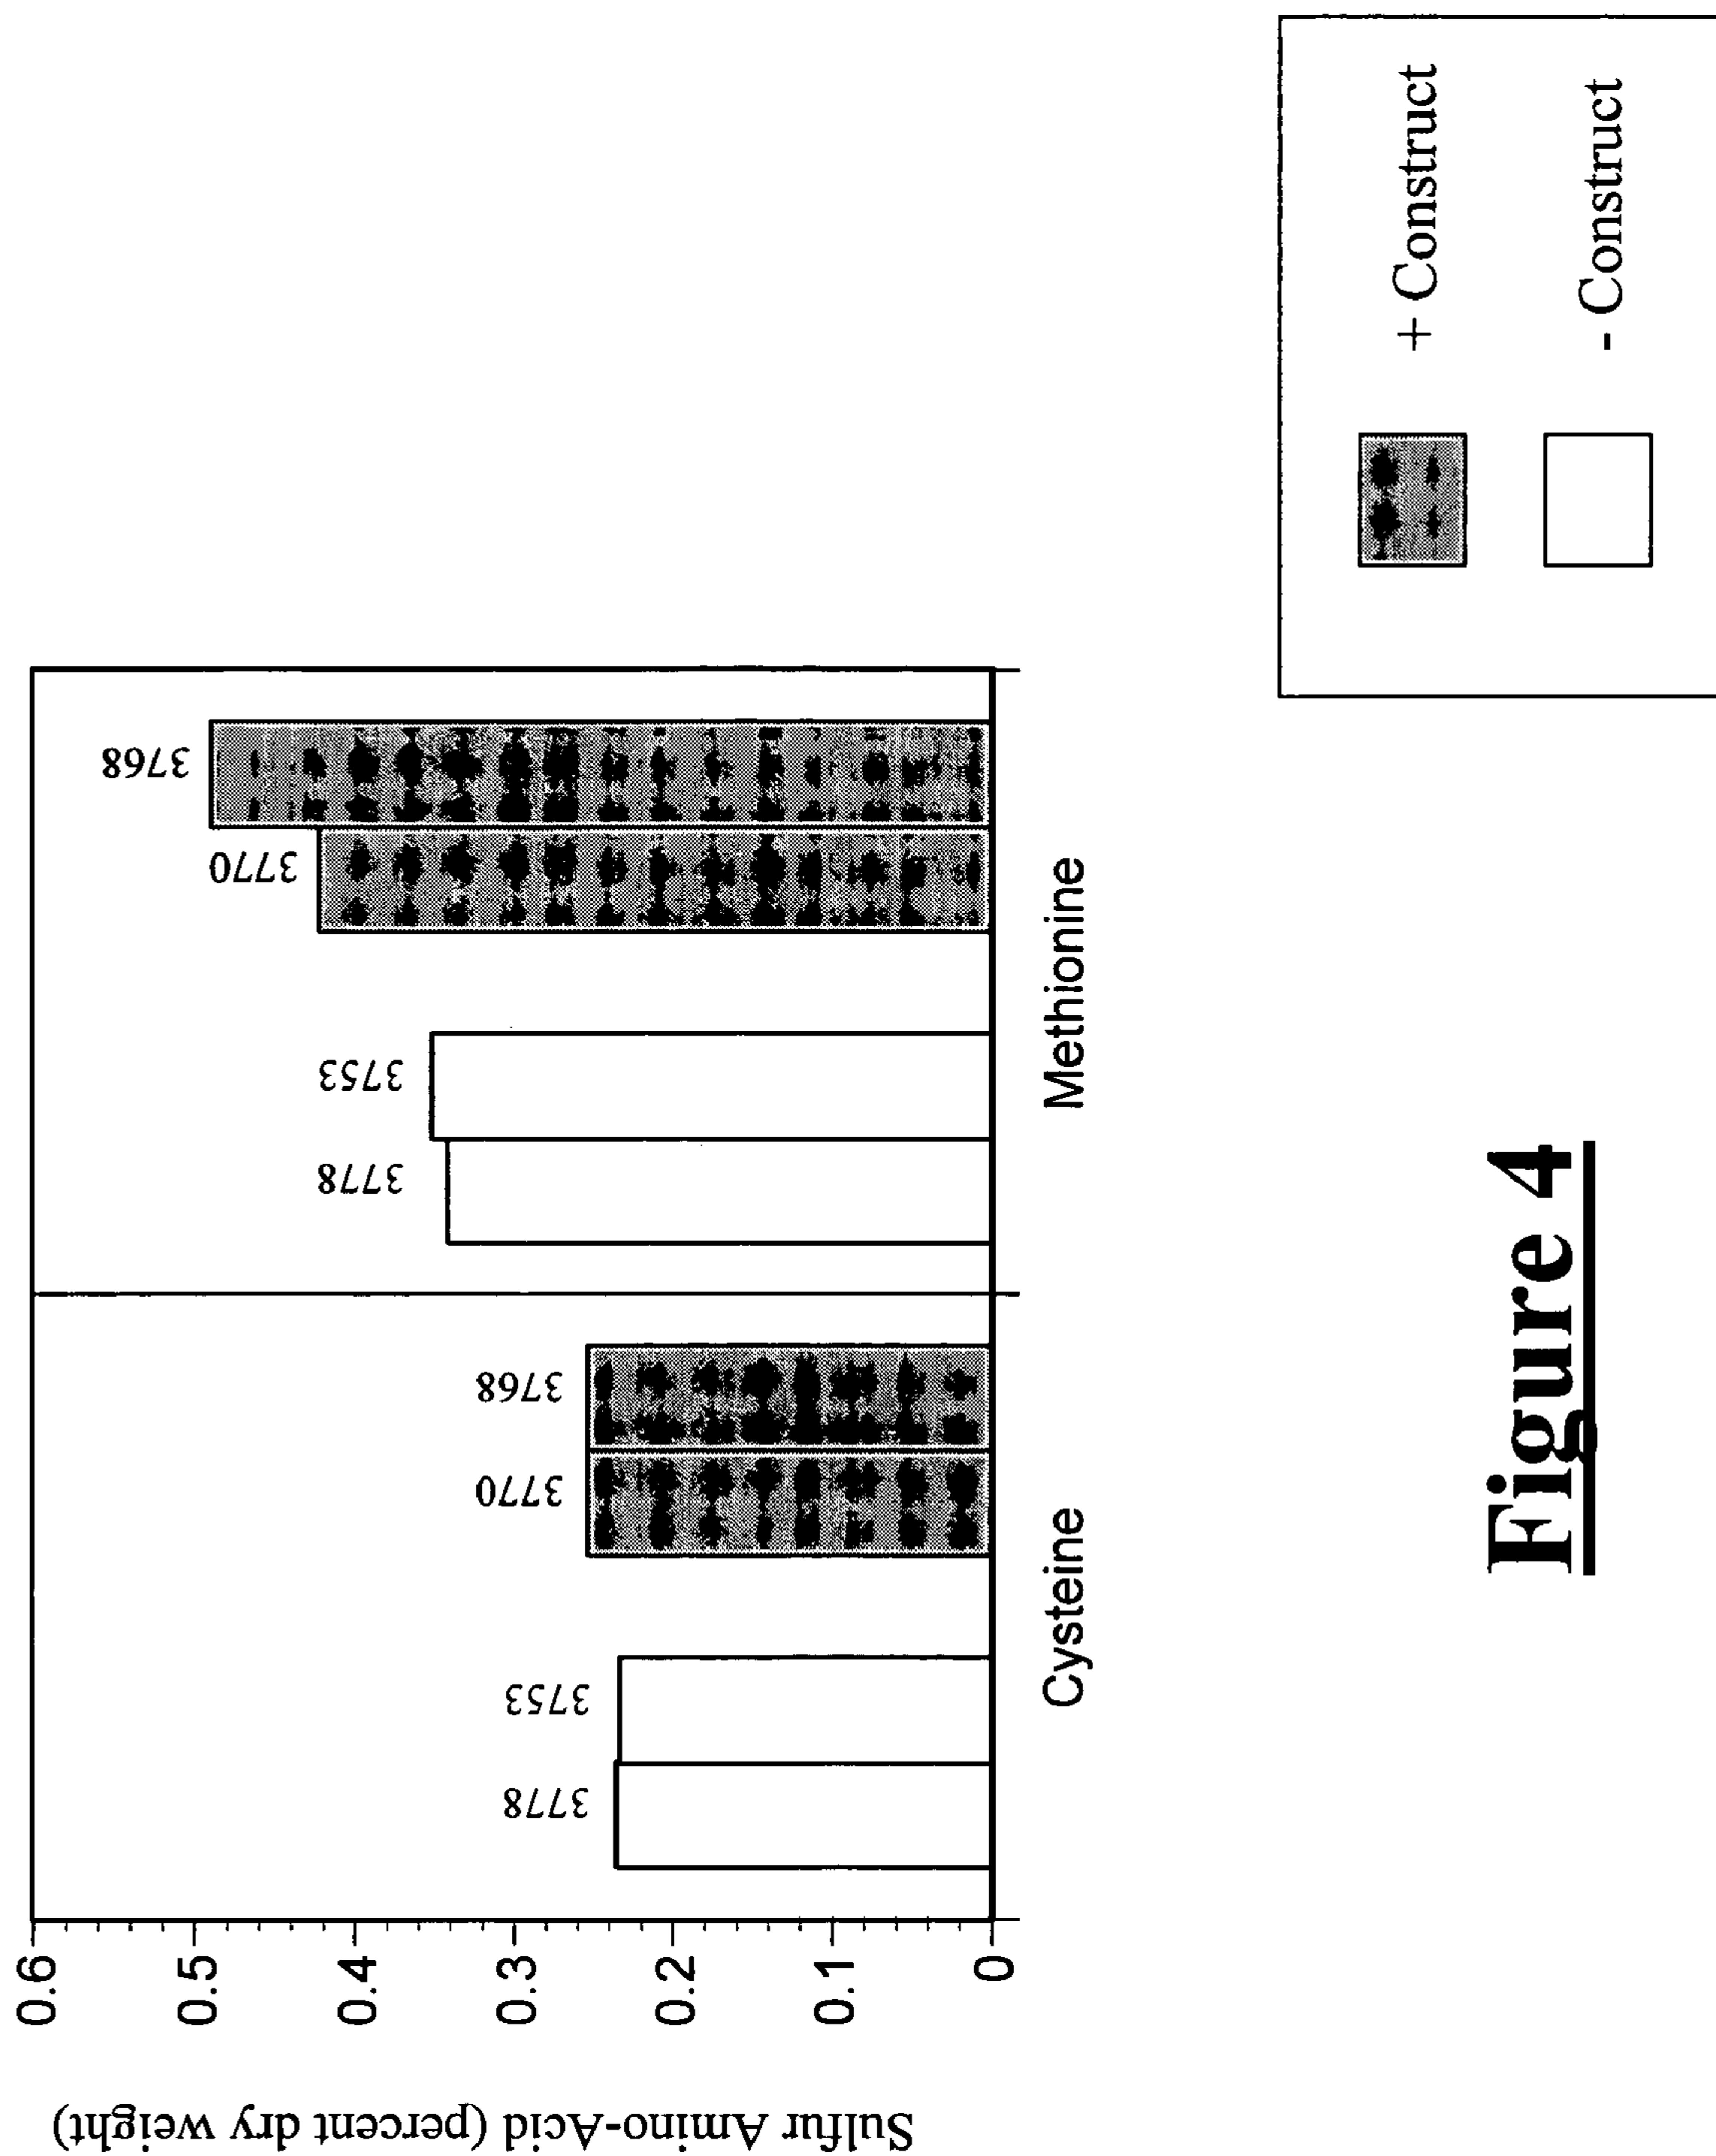 Sulfur Amino-Acid (percent dry weight)
0.6
0.5
0.4
0.3
0.2
0.1
0
3778
3753
3770
3768
3778
3753
3770
3768
Cysteine
Methionine
+ Construct
- Construct
Figure 4